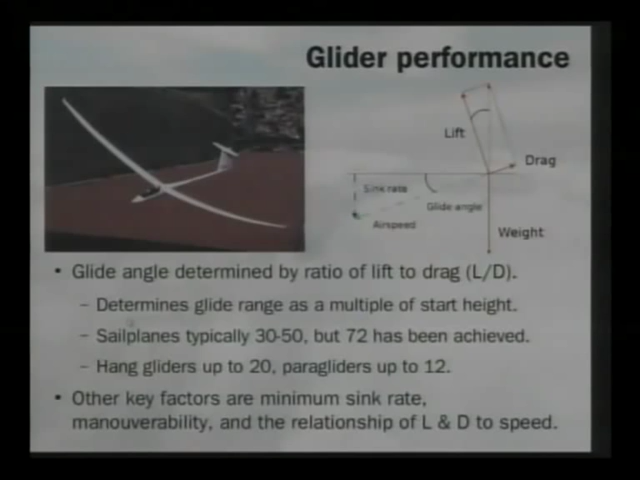 Glider performance
Lift
Drag
Sink rate
Glide angle
Airspeed
Weight
• Glide angle determined by ratio of lift to drag (L/D).
– Determines glide range as a multiple of start height.
– Sailplanes typically 30-50, but 72 has been achieved.
– Hang gliders up to 20, paragliders up to 12.
• Other key factors are minimum sink rate,
manouverability, and the relationship of L & D to speed.